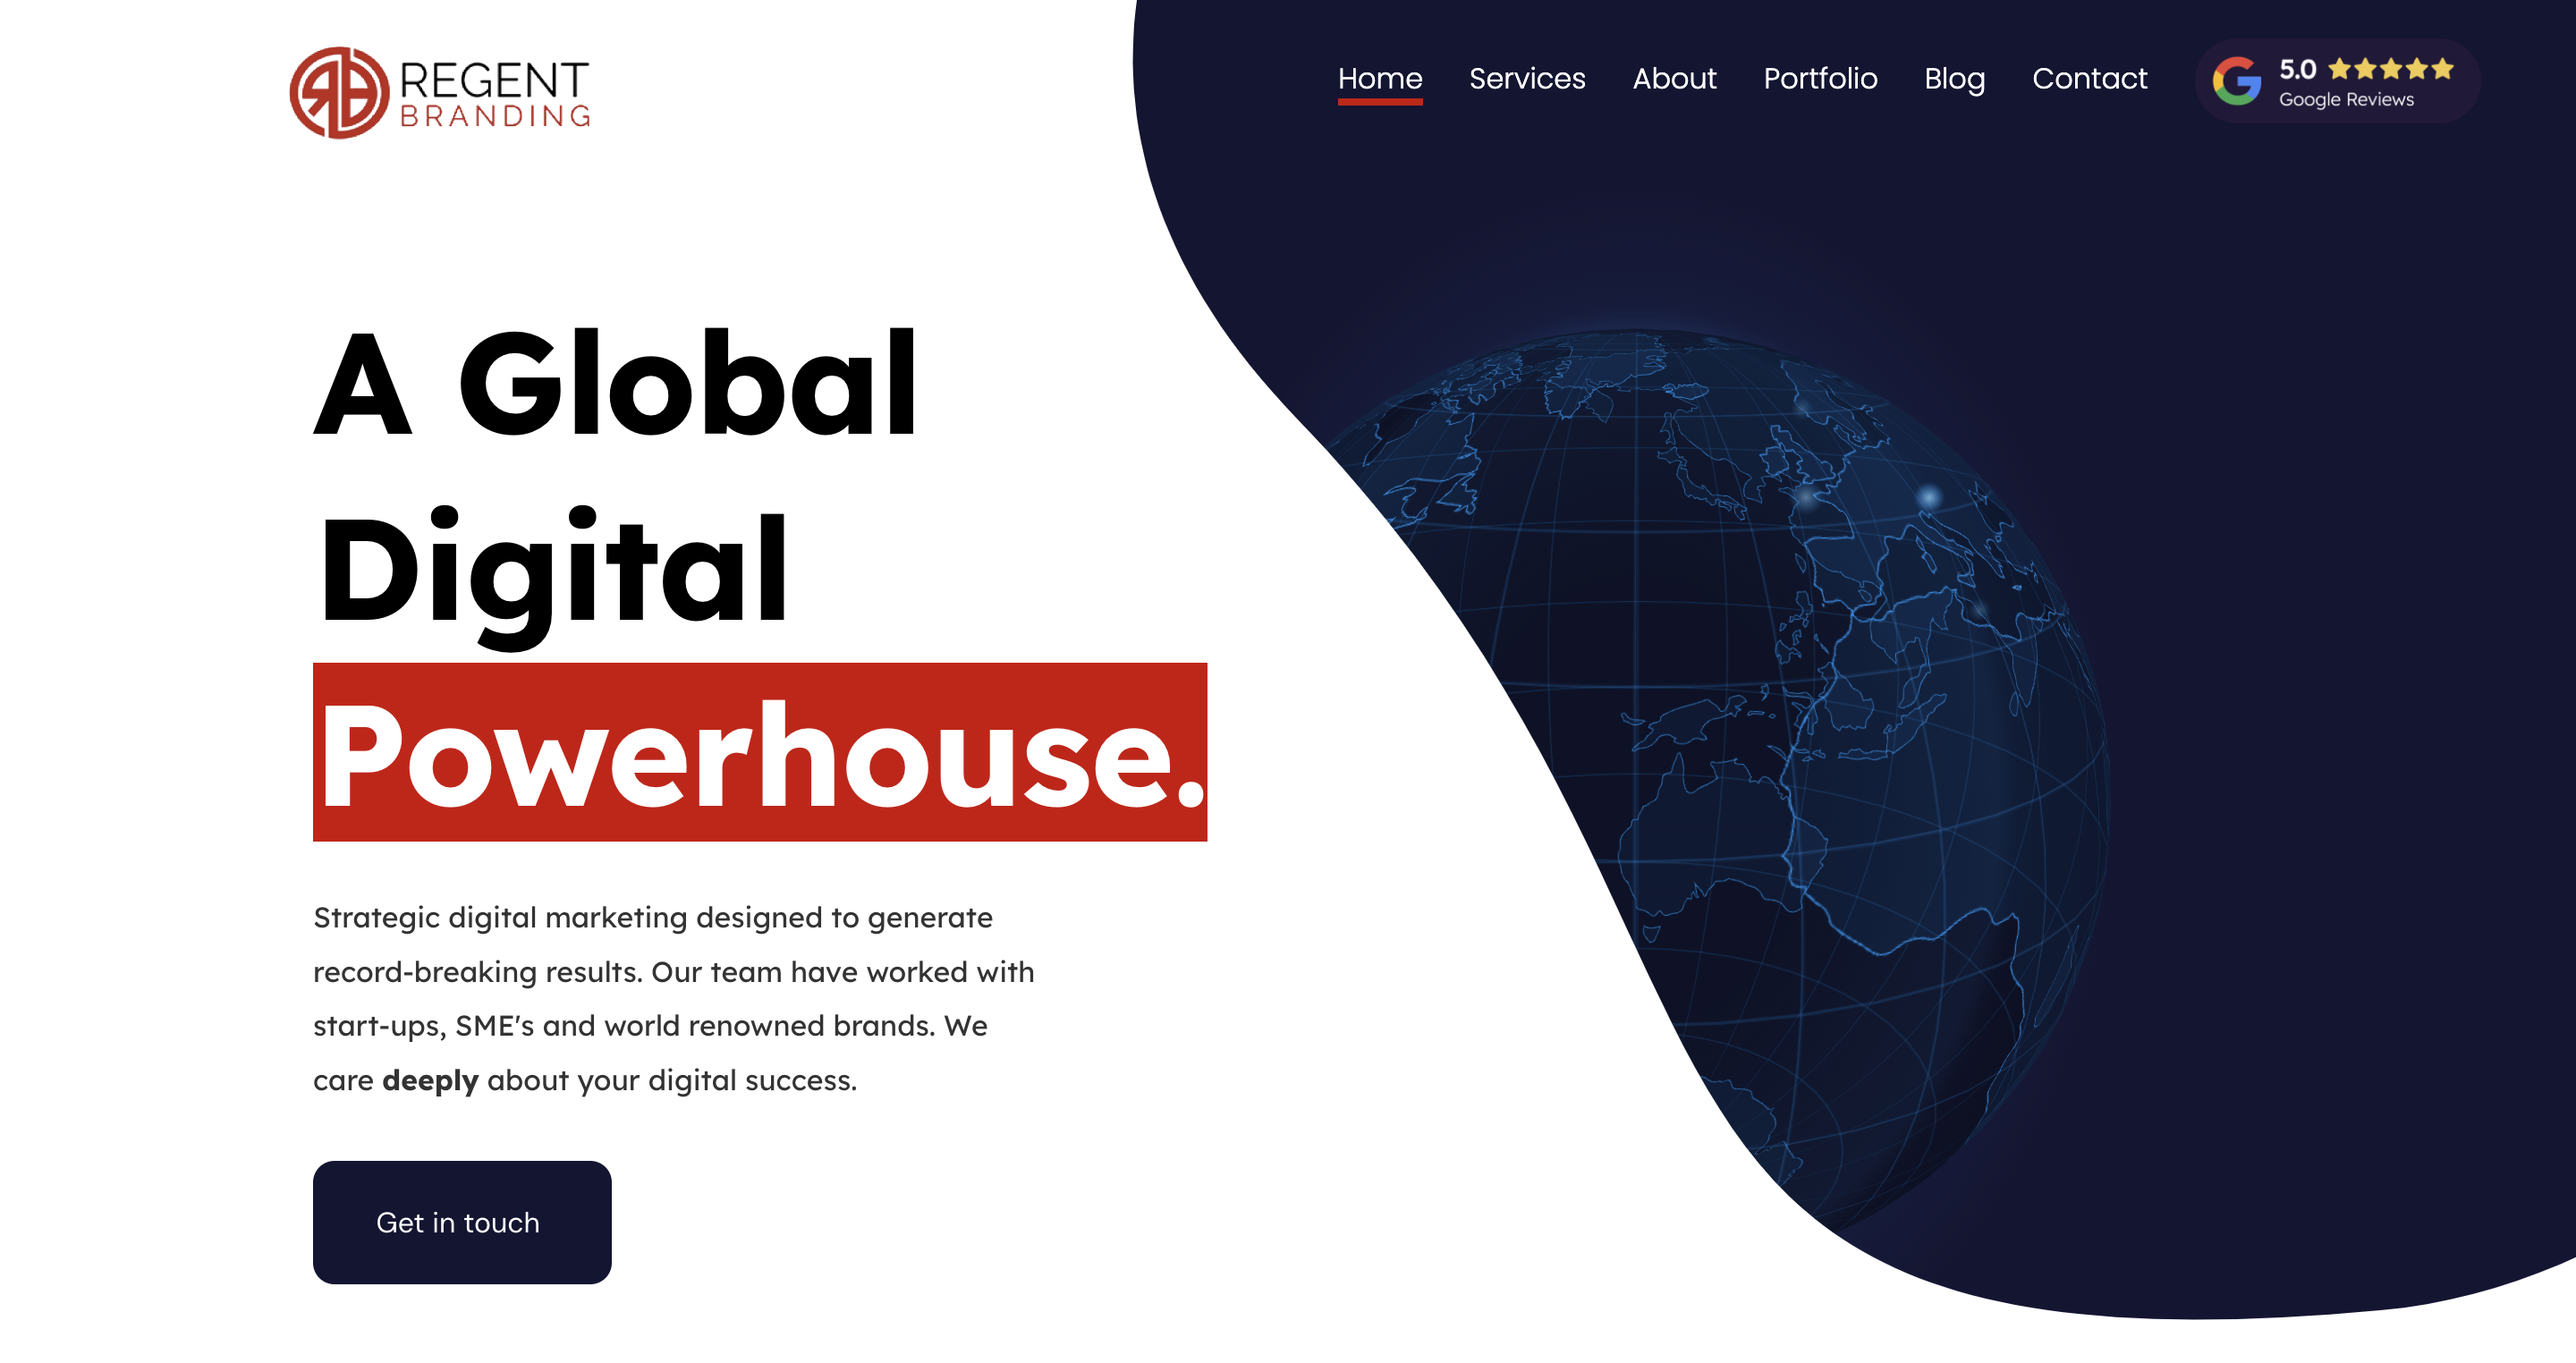 REGENT
BRANDING
Home Services About Portfolio Blog Contact
5.0
Google Reviews
A Global
Digital
Powerhouse.
Strategic digital marketing designed to generate
record-breaking results. Our team have worked with
start-ups, SME's and world renowned brands. We
care deeply about your digital success.
Get in touch